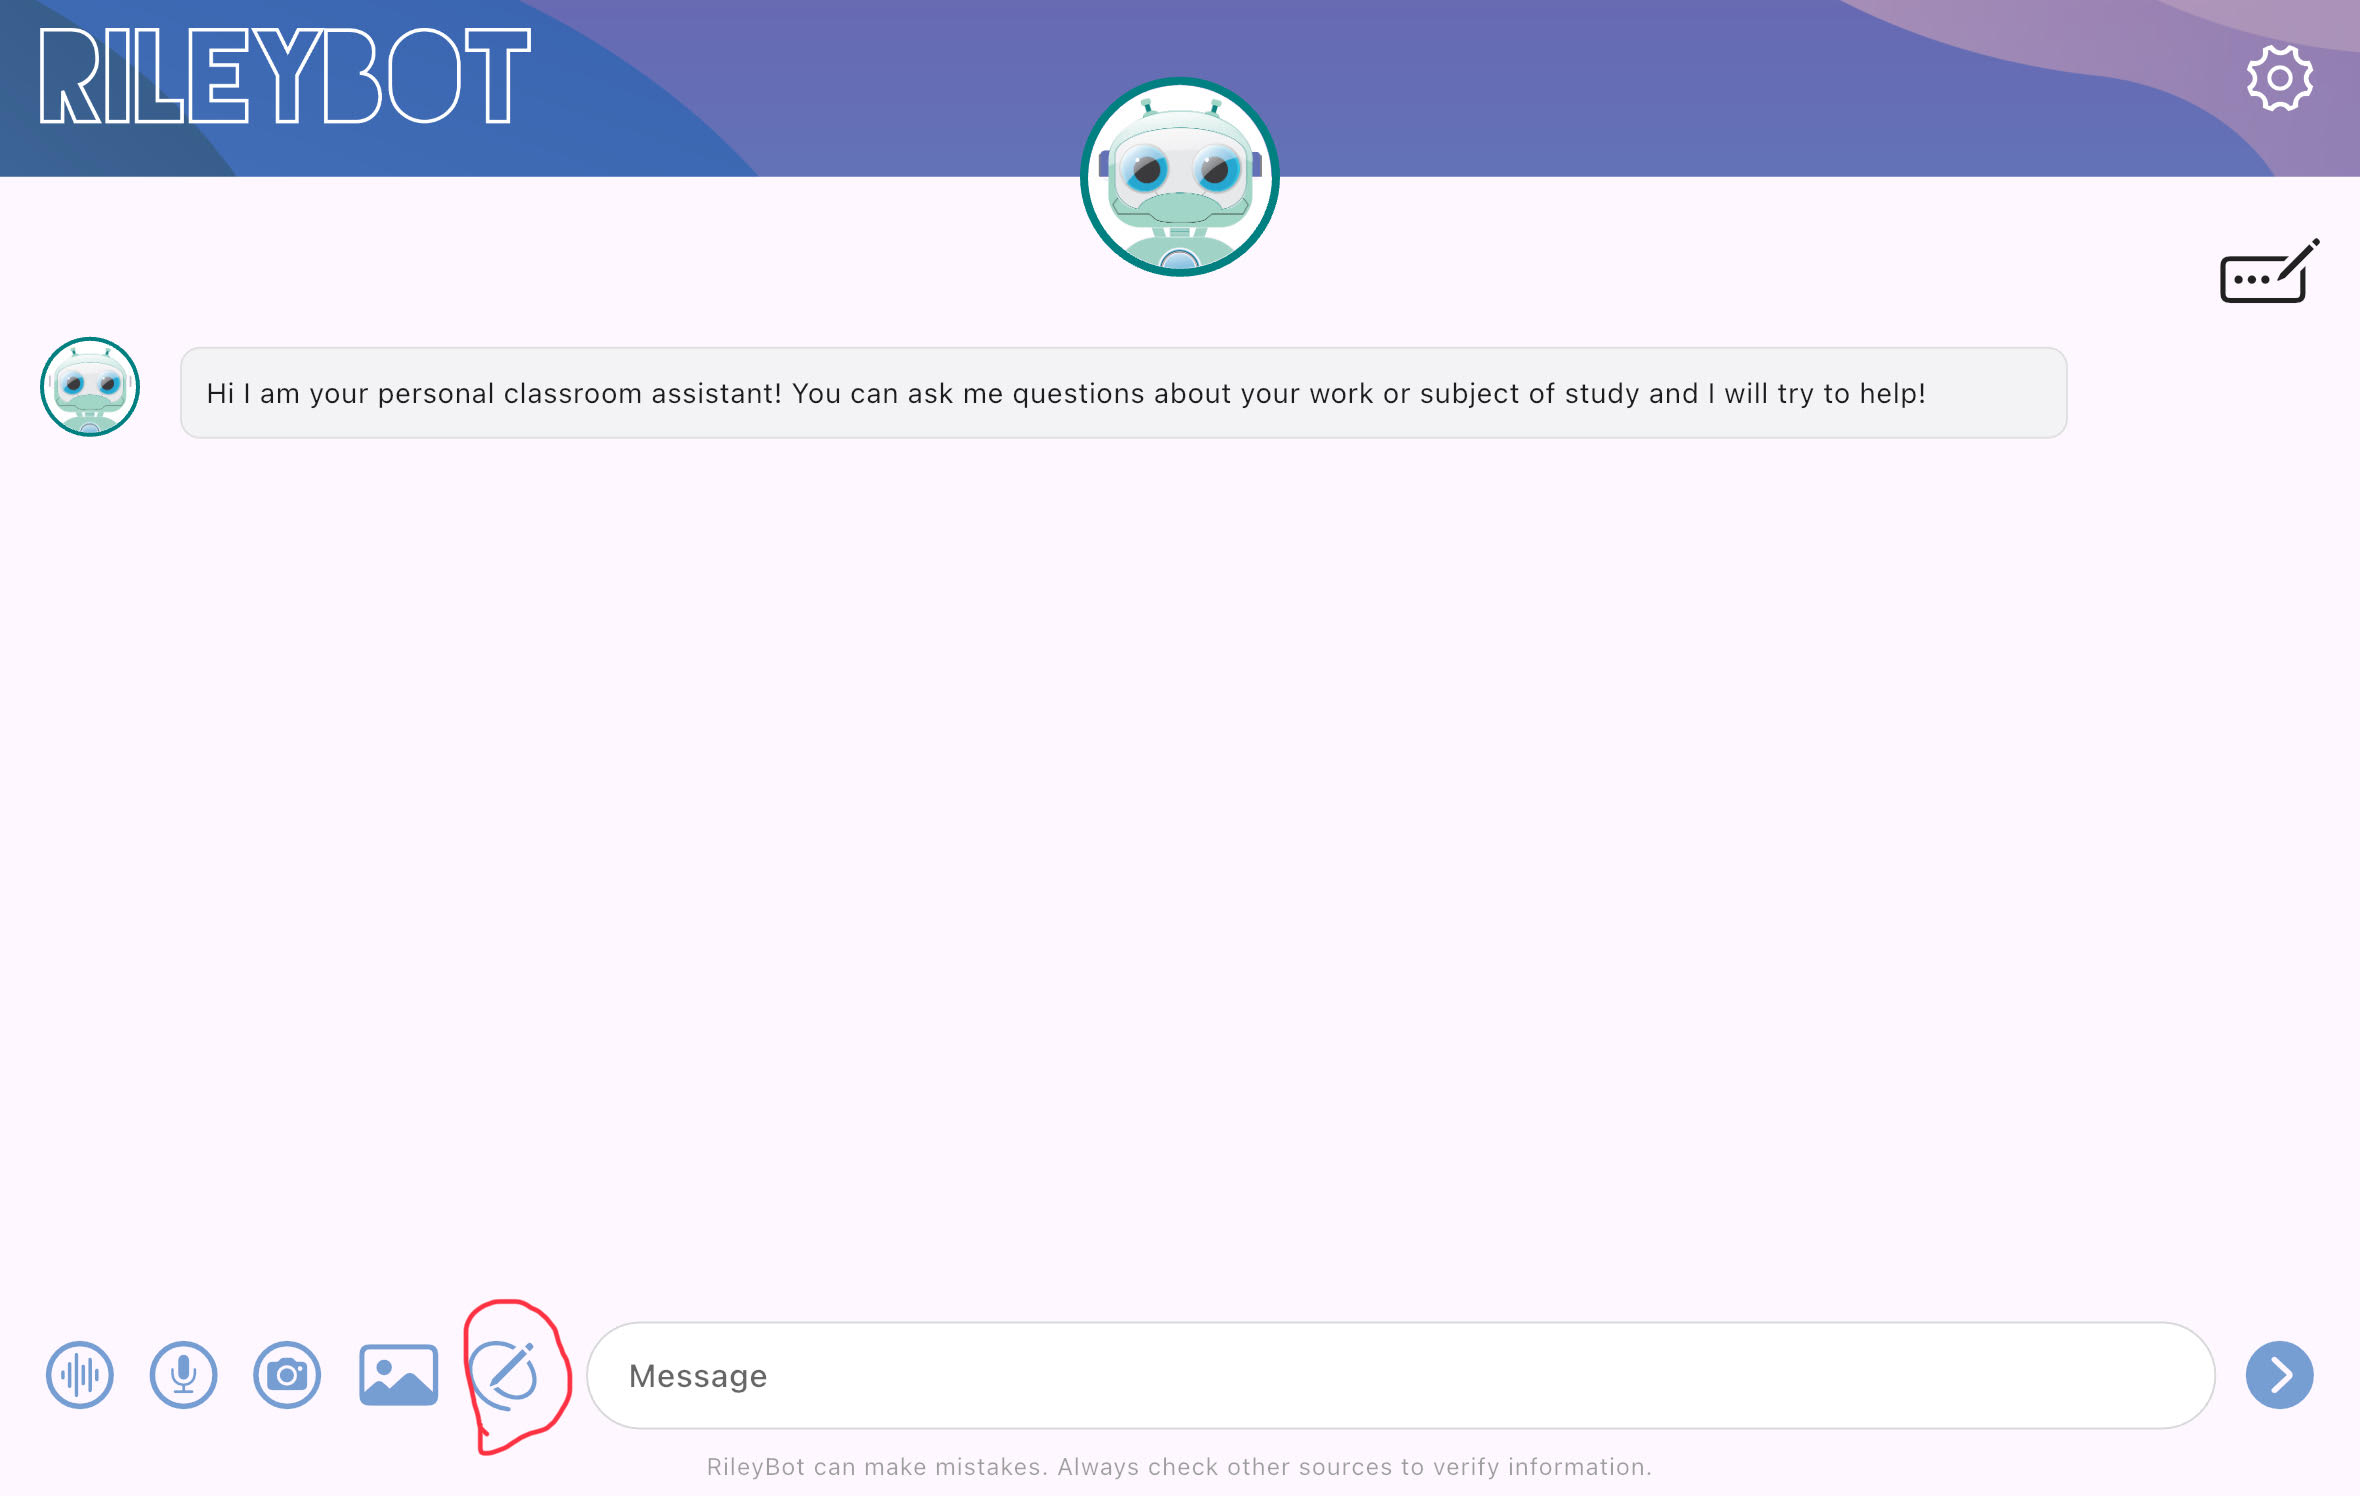 RILEYBOT
Hi I am your personal classroom assistant! You can ask me questions about your work or subject of study and I will try to help!
Message
RileyBot can make mistakes. Always check other sources to verify information.